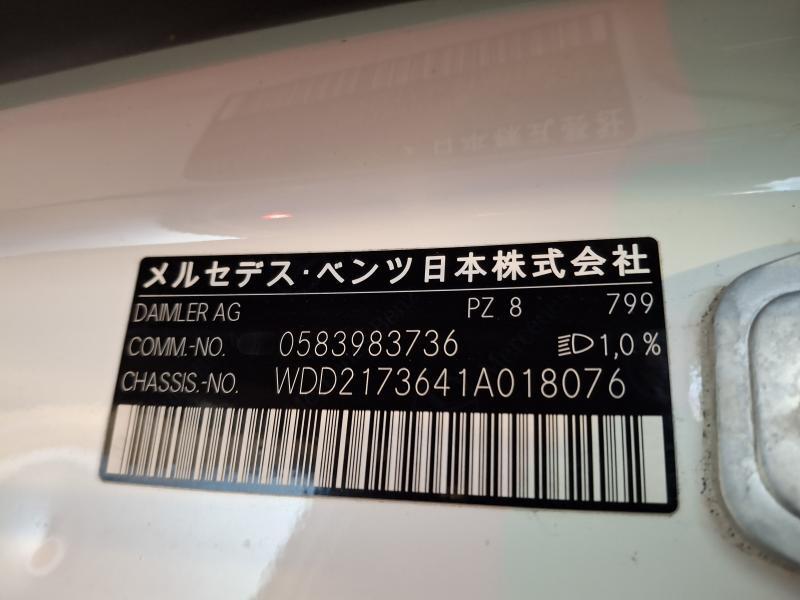 メルセデス・ベンツ日本株式会社
DAIMLER AG PZ 8 799
COMM.-NO. 0583983736 1,0 %
CHASSIS.-NO. WDD2173641A018076